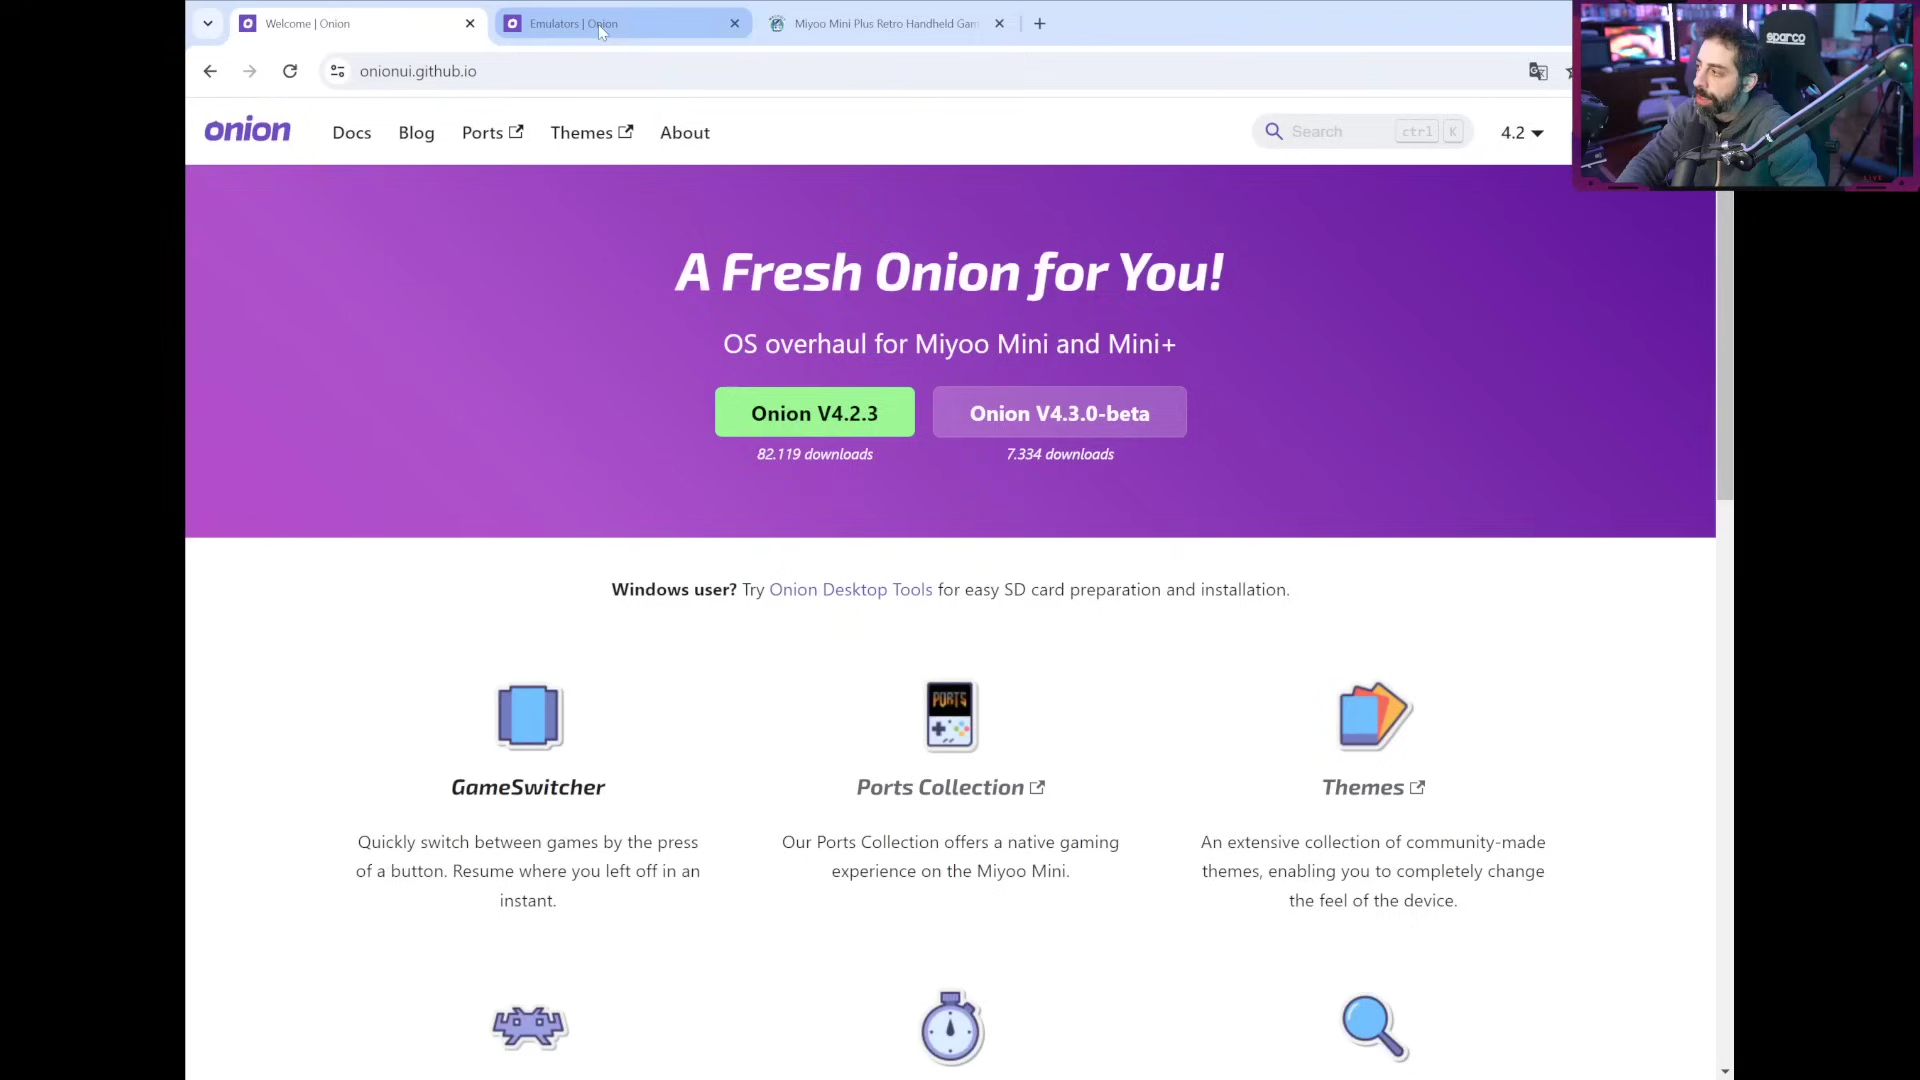 Welcome | Onion
Emulators | Onion
Miyoo Mini Plus Retro Handheld Gam
onionui.github.io
sparco
onion
Docs
Blog
Ports
Themes
About
Search
ctrl
K
4.2
LIVE
A Fresh Onion for You!
OS overhaul for Miyoo Mini and Mini+
Onion V4.2.3
Onion V4.3.0-beta
82.119 downloads
7.334 downloads
Windows user? Try Onion Desktop Tools for easy SD card preparation and installation.
PORTS
GameSwitcher
Ports Collection
Themes
Quickly switch between games by the press
of a button. Resume where you left off in an
instant.
Our Ports Collection offers a native gaming
experience on the Miyoo Mini.
An extensive collection of community-made
themes, enabling you to completely change
the feel of the device.